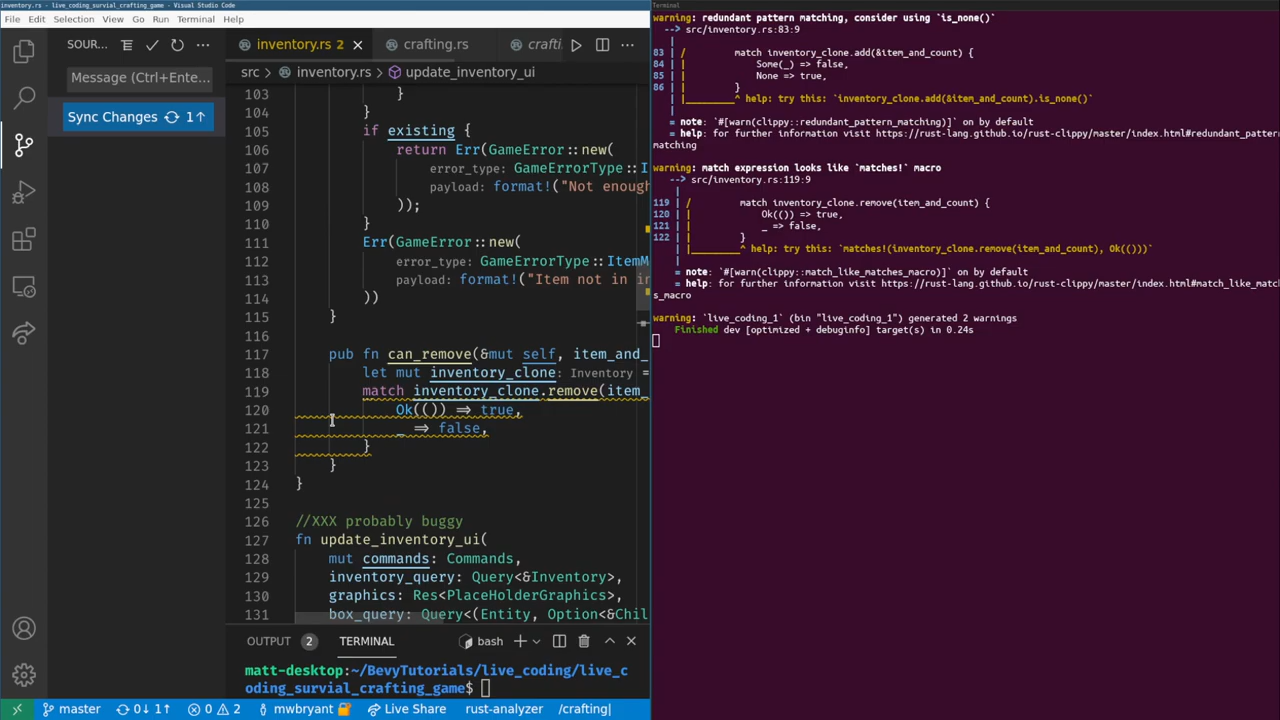 inventory.rs - live_coding_survial_crafting_game - Visual Studio Code
File Edit Selection View Go Run Terminal Help
SOUR...
Message (Ctrl+Ente...
Sync Changes 1↑
inventory.rs 2
crafting.rs
crafti
src > inventory.rs > update_inventory_ui
103 }
104 }
105 if existing {
106 return Err(GameError::new(
107 error_type: GameErrorType::I
108 payload: format!("Not enoug
109 ));
110 }
111 Err(GameError::new(
112 error_type: GameErrorType::ItemM
113 payload: format!("Item not in i
114 ))
115 }
116
117 pub fn can_remove(&mut self, item_and_
118 let mut inventory_clone: Inventory =
119 match inventory_clone.remove(item_
120 Ok(()) ⇒ true,
121 _ ⇒ false,
122 }
123 }
124 }
125
126 //XXX probably buggy
127 fn update_inventory_ui(
128 mut commands: Commands,
129 inventory_query: Query<&Inventory>,
130 graphics: Res<PlaceHolderGraphics>,
131 box_query: Query<(Entity, Option<&Chil
OUTPUT 2 TERMINAL bash
matt-desktop:~/BevyTutorials/live_coding/live_c
oding_survial_crafting_game$
master 0↓ 1↑ 0 2 mwbryant Live Share rust-analyzer /crafting|
Terminal
warning: redundant pattern matching, consider using `is_none()`
--> src/inventory.rs:83:9
|
83 | / match inventory_clone.add(&item_and_count) {
84 | | Some(_) => false,
85 | | None => true,
86 | | }
| |_________^ help: try this: `inventory_clone.add(&item_and_count).is_none()`
|
= note: `#[warn(clippy::redundant_pattern_matching)]` on by default
= help: for further information visit https://rust-lang.github.io/rust-clippy/master/index.html#redundant_pattern_
matching
warning: match expression looks like `matches!` macro
--> src/inventory.rs:119:9
|
119 | / match inventory_clone.remove(item_and_count) {
120 | | Ok(()) => true,
121 | | _ => false,
122 | | }
| |_________^ help: try this: `matches!(inventory_clone.remove(item_and_count), Ok(()))`
|
= note: `#[warn(clippy::match_like_matches_macro)]` on by default
= help: for further information visit https://rust-lang.github.io/rust-clippy/master/index.html#match_like_matche
s_macro
warning: `live_coding_1` (bin "live_coding_1") generated 2 warnings
Finished dev [optimized + debuginfo] target(s) in 0.24s